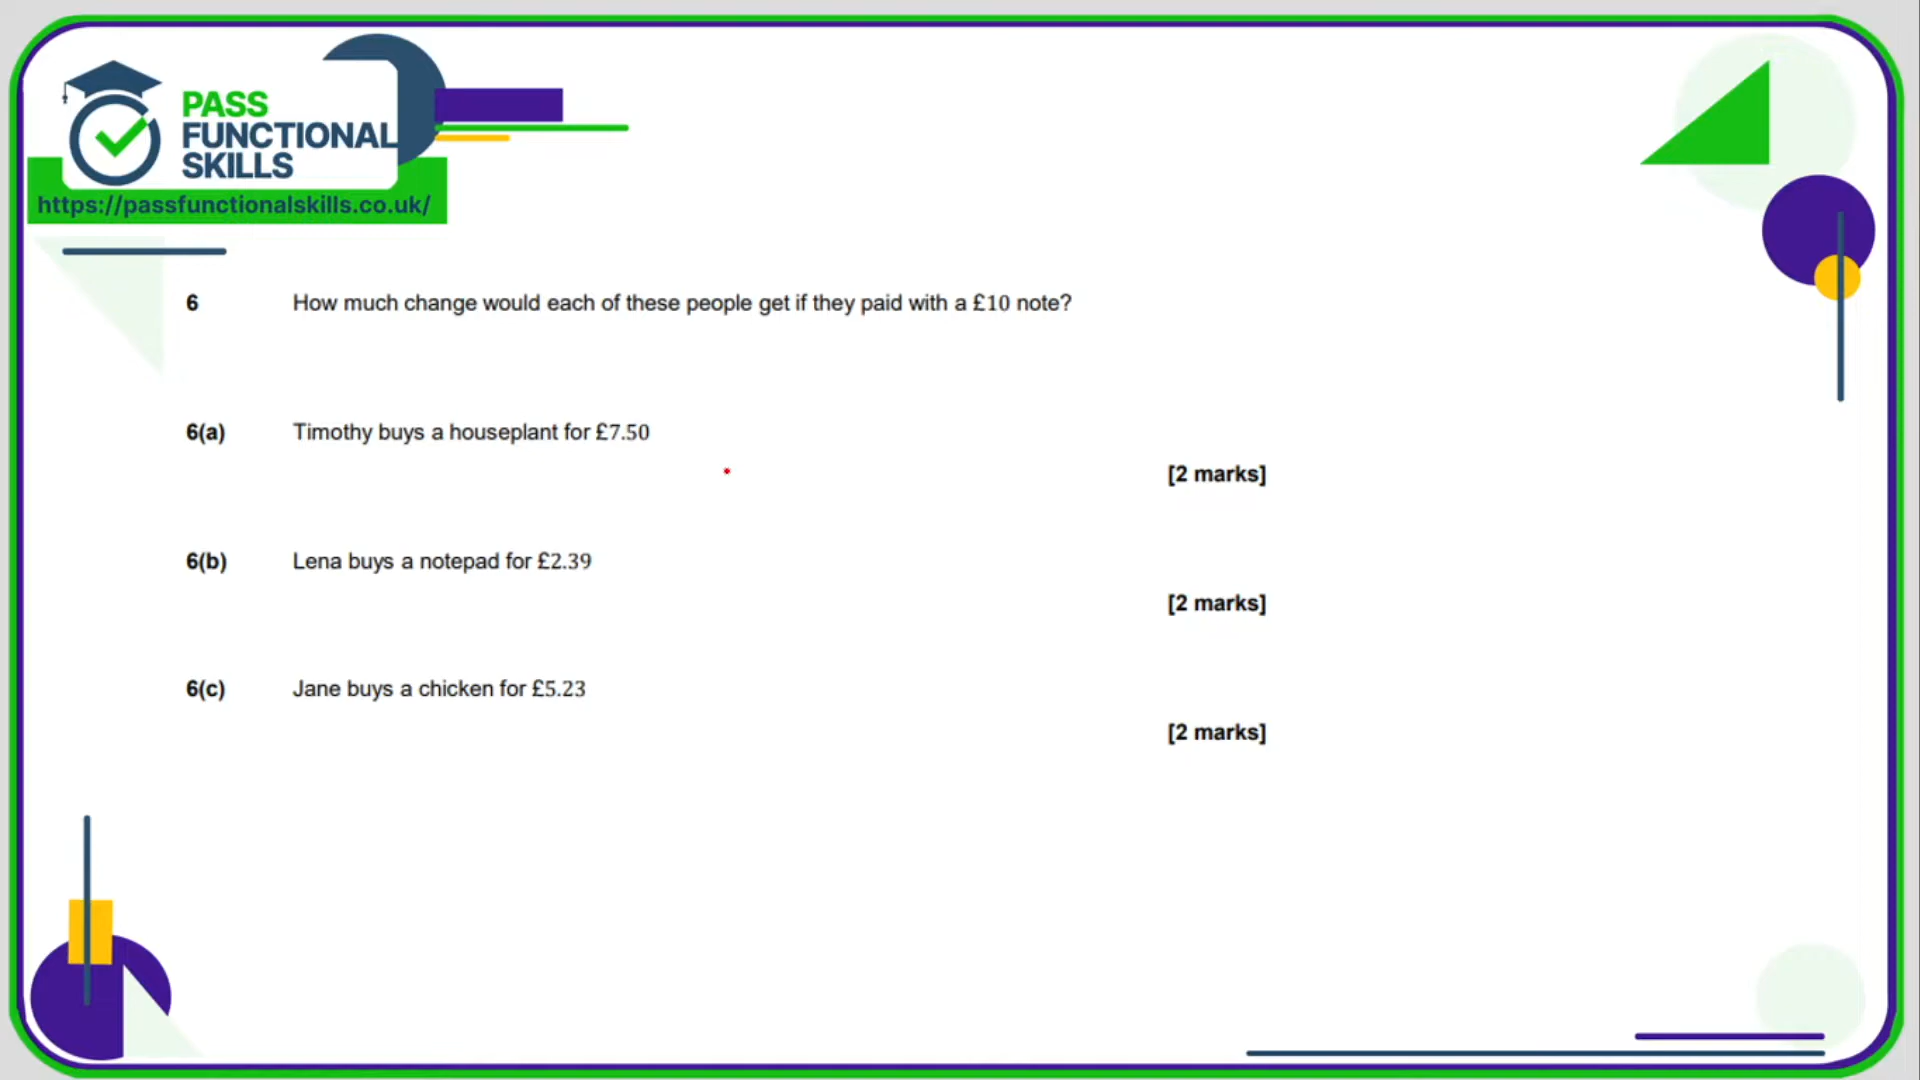 PASS
FUNCTIONAL
SKILLS
https://passfunctionalskills.co.uk/
6 How much change would each of these people get if they paid with a £10 note?
6(a) Timothy buys a houseplant for £7.50
[2 marks]
6(b) Lena buys a notepad for £2.39
[2 marks]
6(c) Jane buys a chicken for £5.23
[2 marks]